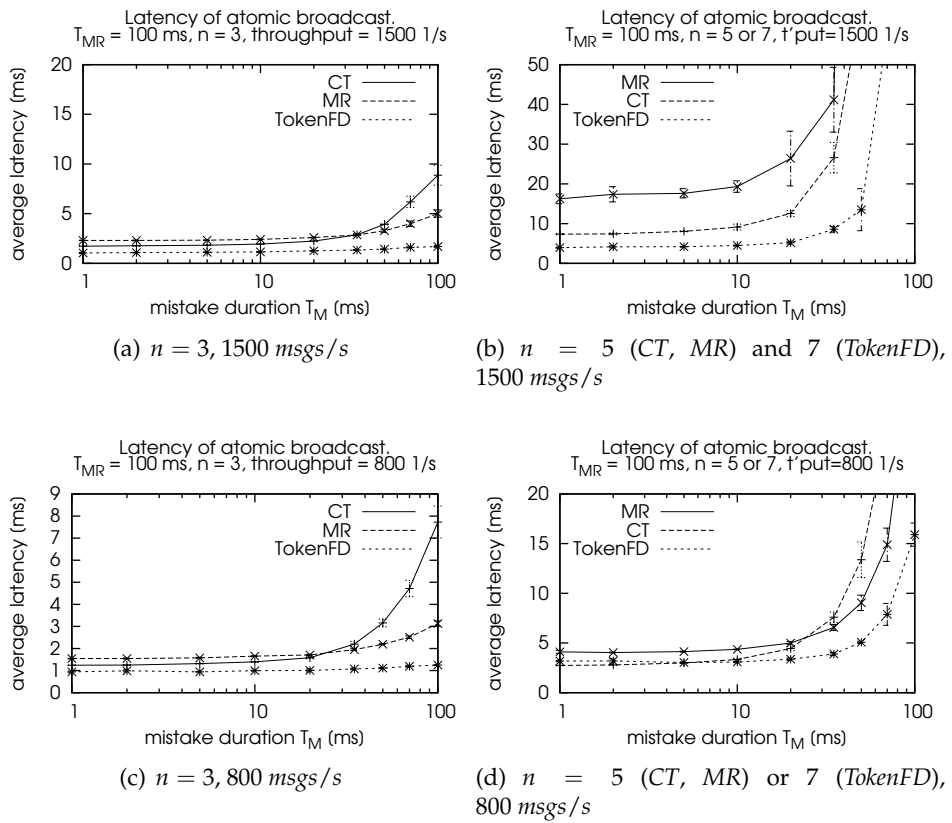 Latency of atomic broadcast.
T_MR = 100 ms, n = 3, throughput = 1500 1/s
average latency (ms)
20
15
10
5
0
CT
MR
TokenFD
1 10 100
mistake duration T_M (ms)
(a) n = 3, 1500 msgs/s
Latency of atomic broadcast.
T_MR = 100 ms, n = 5 or 7, t'put=1500 1/s
average latency (ms)
50
40
30
20
10
0
MR
CT
TokenFD
1 10 100
mistake duration T_M (ms)
(b) n = 5 (CT, MR) and 7 (TokenFD),
1500 msgs/s
Latency of atomic broadcast.
T_MR = 100 ms, n = 3, throughput = 800 1/s
average latency (ms)
9
8
7
6
5
4
3
2
1
0
CT
MR
TokenFD
1 10 100
mistake duration T_M (ms)
(c) n = 3, 800 msgs/s
Latency of atomic broadcast.
T_MR = 100 ms, n = 5 or 7, t'put=800 1/s
average latency (ms)
20
15
10
5
0
MR
CT
TokenFD
1 10 100
mistake duration T_M (ms)
(d) n = 5 (CT, MR) or 7 (TokenFD),
800 msgs/s